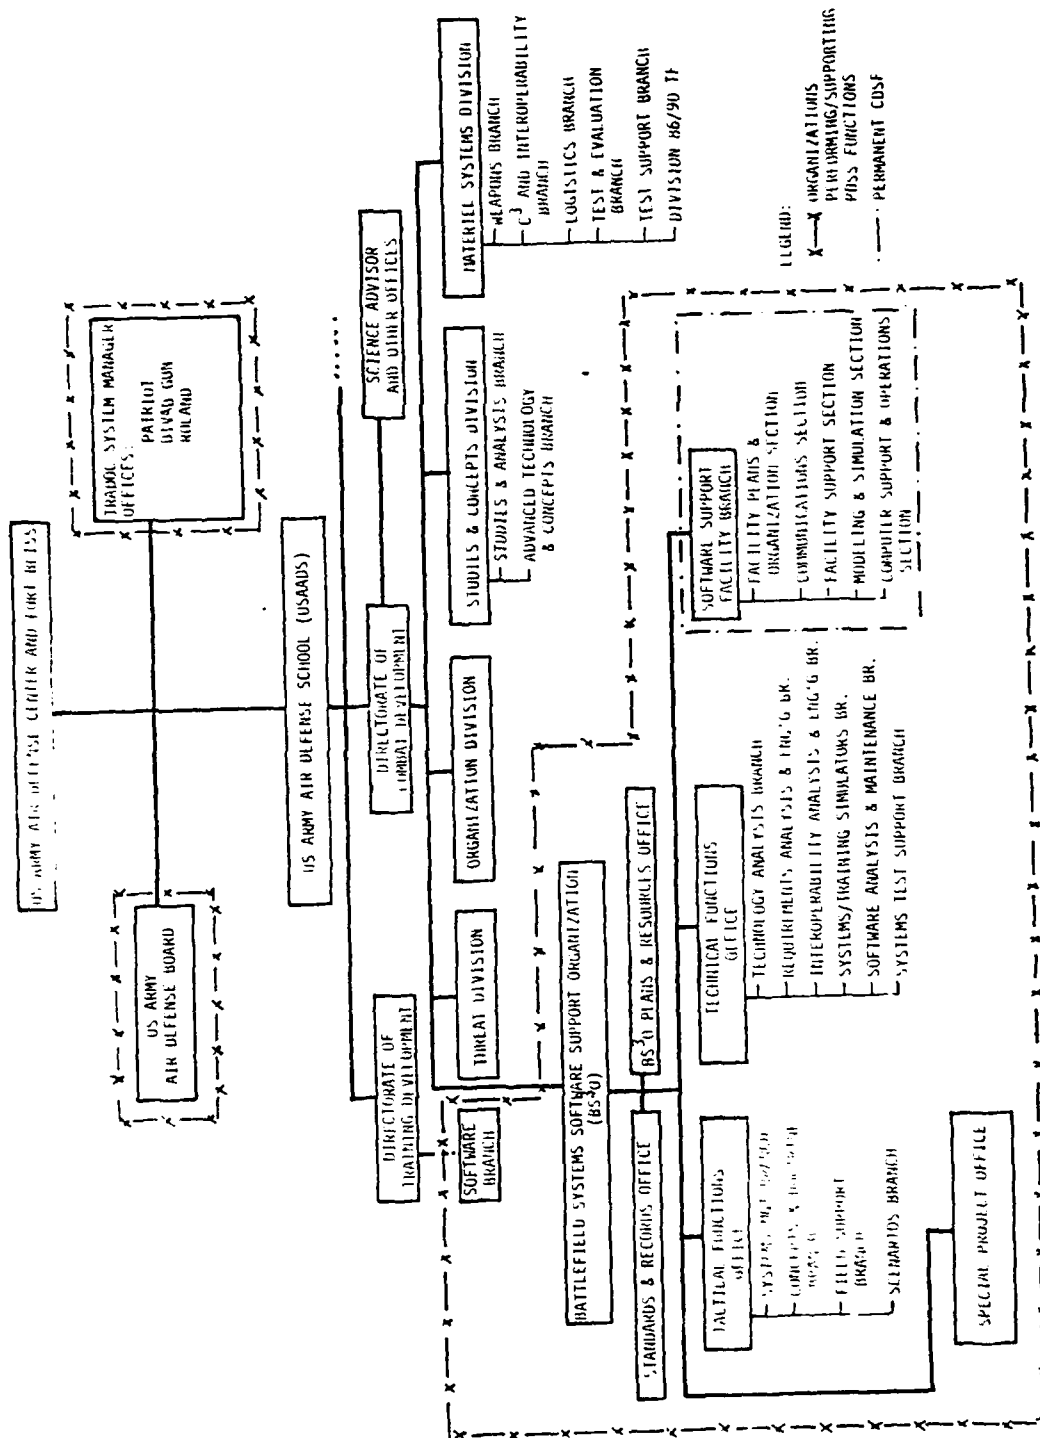 US ARMY AIR DEFENSE CENTER AND FORT BLISS
US ARMY
AIR DEFENSE BOARD
TRADOC SYSTEM MANAGER
OFFICES:
PATRIOT
DIVAD GUN
ROLAND
US ARMY AIR DEFENSE SCHOOL (USAADS)
DIRECTORATE OF
TRAINING DEVELOPMENT
DIRECTORATE OF
COMBAT DEVELOPMENT
SCIENCE ADVISOR
AND OTHER OFFICES
SOFTWARE
BRANCH
THREAT DIVISION
ORGANIZATION DIVISION
STUDIES & CONCEPTS DIVISION
STUDIES & ANALYSIS BRANCH
ADVANCED TECHNOLOGY
& CONCEPTS BRANCH
MATERIEL SYSTEMS DIVISION
WEAPONS BRANCH
C3 AND INTEROPERABILITY
BRANCH
LOGISTICS BRANCH
TEST & EVALUATION
BRANCH
TEST SUPPORT BRANCH
DIVISION 86/90 TF
BATTLEFIELD SYSTEMS SOFTWARE SUPPORT ORGANIZATION
(BS3O)
STANDARDS & RECORDS OFFICE
BS3O PLANS & RESOURCES OFFICE
TACTICAL FUNCTIONS
OFFICE
SYSTEMS MGT BRANCH
CONCEPTS &
BRANCH
FIELD SUPPORT
BRANCH
SCENARIOS BRANCH
TECHNICAL FUNCTIONS
OFFICE
TECHNOLOGY ANALYSIS BRANCH
REQUIREMENTS ANALYSIS & ENG'G BR.
INTEROPERABILITY ANALYSIS & ENG'G BR.
SYSTEMS/TRAINING SIMULATORS BR.
SOFTWARE ANALYSIS & MAINTENANCE BR.
SYSTEMS TEST SUPPORT BRANCH
SOFTWARE SUPPORT
FACILITY BRANCH
FACILITY PLANS &
ORGANIZATION SECTION
COMMUNICATIONS SECTION
FACILITY SUPPORT SECTION
MODELING & SIMULATION SECTION
COMPUTER SUPPORT & OPERATIONS
SECTION
SPECIAL PROJECT OFFICE
LEGEND:
X—X ORGANIZATIONS
PERFORMING/SUPPORTING
PDSS FUNCTIONS
PERMANENT CDSF